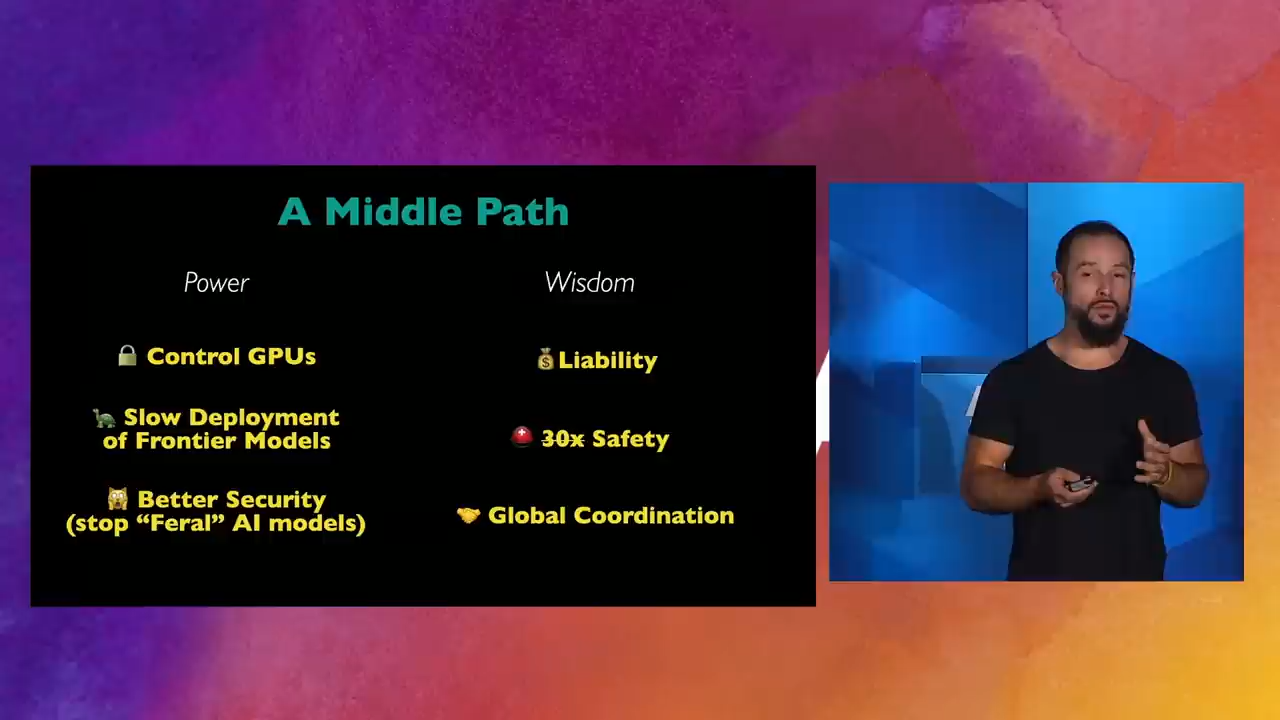 A Middle Path
Power
Wisdom
🔒 Control GPUs
💰Liability
🦕 Slow Deployment
of Frontier Models
⛑️ ~~30x~~ Safety
🙀 Better Security
(stop “Feral” AI models)
🤝 Global Coordination